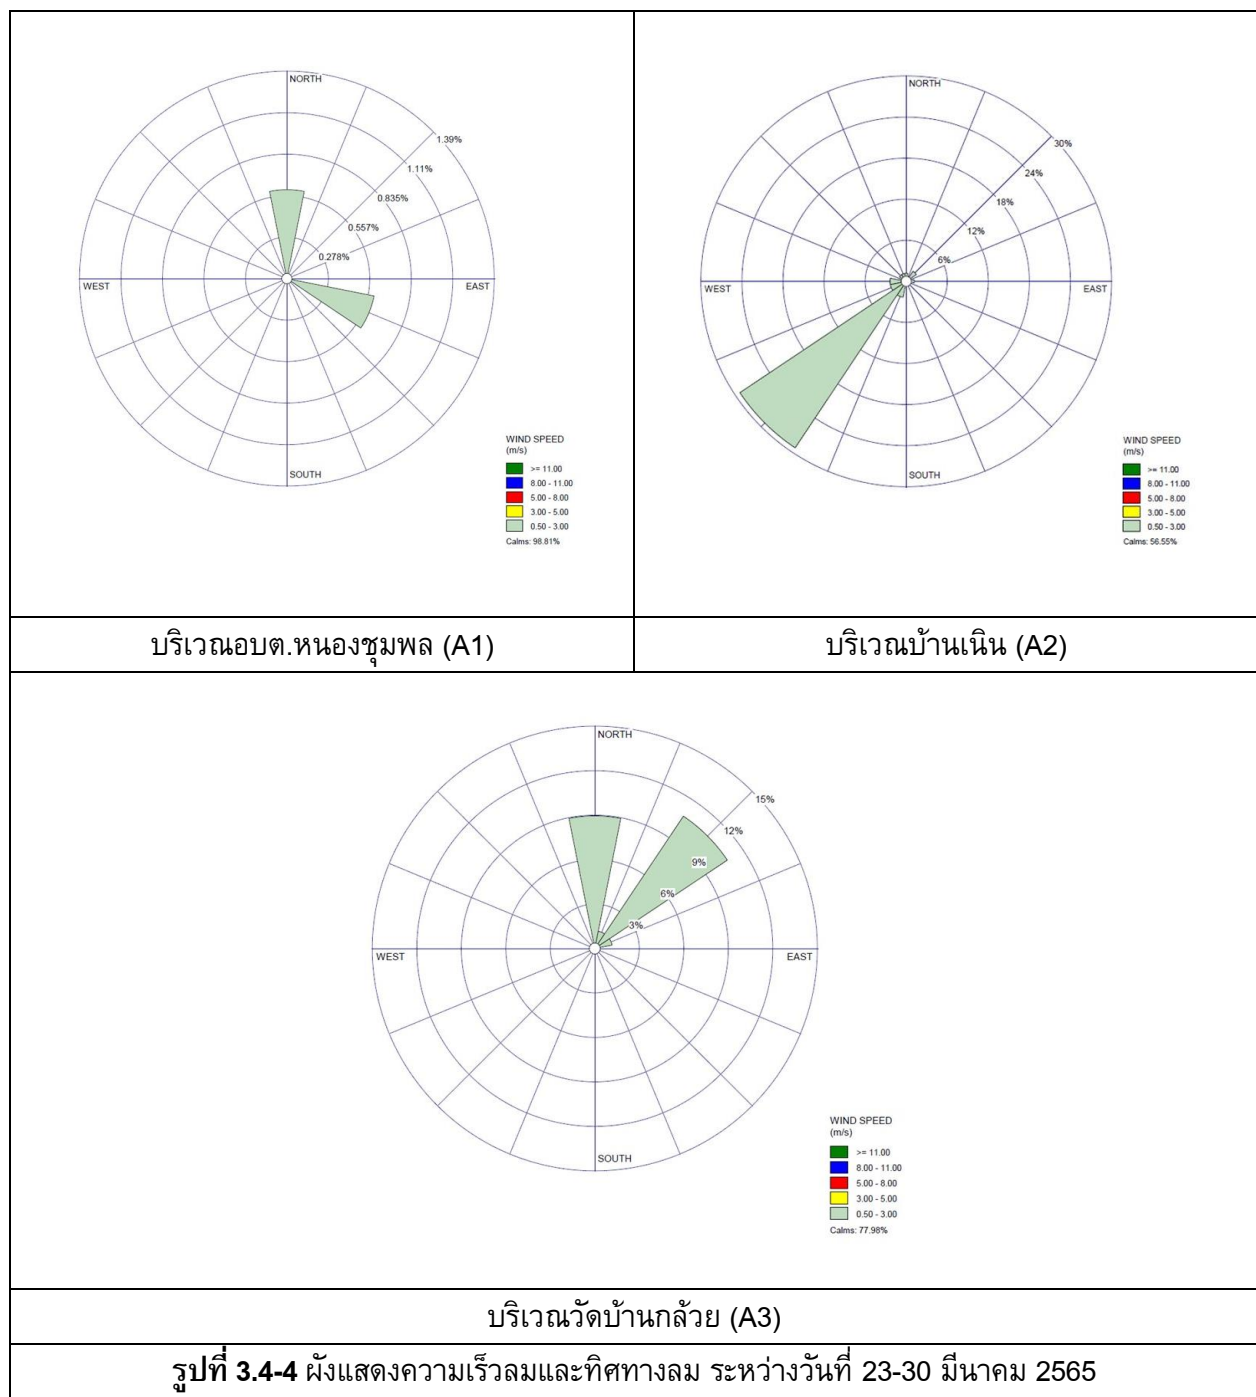 NORTH
1.39%
1.11%
0.835%
0.557%
0.278%
WEST
EAST
SOUTH
WIND SPEED
(m/s)
>= 11.00
8.00 - 11.00
5.00 - 8.00
3.00 - 5.00
0.50 - 3.00
Calms: 98.81%
NORTH
30%
24%
18%
12%
6%
WEST
EAST
SOUTH
WIND SPEED
(m/s)
>= 11.00
8.00 - 11.00
5.00 - 8.00
3.00 - 5.00
0.50 - 3.00
Calms: 56.55%
บริเวณอบต.หนองชุมพล (A1)
บริเวณบ้านเนิน (A2)
NORTH
15%
12%
9%
6%
3%
WEST
EAST
SOUTH
WIND SPEED
(m/s)
>= 11.00
8.00 - 11.00
5.00 - 8.00
3.00 - 5.00
0.50 - 3.00
Calms: 77.98%
บริเวณวัดบ้านกล้วย (A3)
รูปที่ 3.4-4 ผังแสดงความเร็วลมและทิศทางลม ระหว่างวันที่ 23-30 มีนาคม 2565